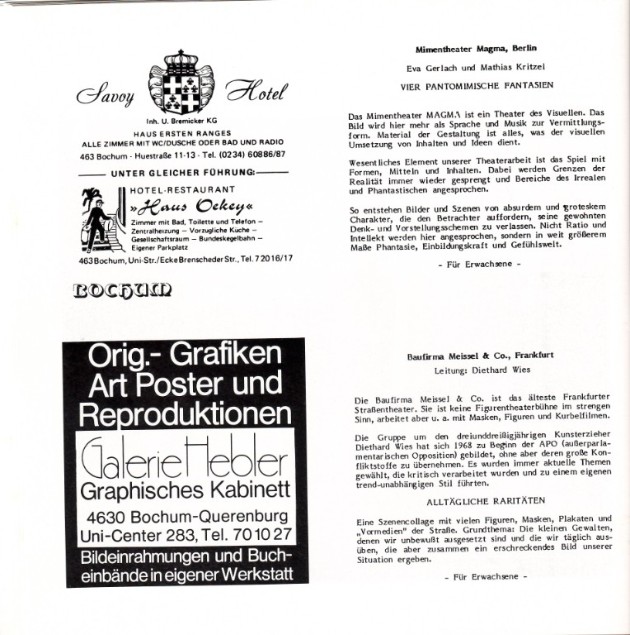 Savoy Hotel
Inh. U. Bremicker KG
HAUS ERSTEN RANGES
ALLE ZIMMER MIT WC/DUSCHE ODER BAD UND RADIO
463 Bochum - Huestraße 11-13 - Tel. (0234) 60886/87
UNTER GLEICHER FÜHRUNG:
HOTEL-RESTAURANT
»Haus Oekey«
Zimmer mit Bad, Toilette und Telefon –
Zentralheizung – Vorzügliche Küche –
Gesellschaftsraum – Bundeskegelbahn –
Eigener Parkplatz
463 Bochum, Uni-Str./Ecke Brenscheder Str., Tel. 7 20 16/17
BOCHUM
Orig.- Grafiken
Art Poster und
Reproduktionen
Galerie Hebler
Graphisches Kabinett
4630 Bochum-Querenburg
Uni-Center 283, Tel. 70 10 27
Bildeinrahmungen und Buch-
einbände in eigener Werkstatt
Mimentheater Magma, Berlin
Eva Gerlach und Mathias Kritzel
VIER PANTOMIMISCHE FANTASIEN
Das Mimentheater MAGMA ist ein Theater des Visuellen. Das
Bild wird hier mehr als Sprache und Musik zur Vermittlungs-
form. Material der Gestaltung ist alles, was der visuellen
Umsetzung von Inhalten und Ideen dient.
Wesentliches Element unserer Theaterarbeit ist das Spiel mit
Formen, Mitteln und Inhalten. Dabei werden Grenzen der
Realität immer wieder gesprengt und Bereiche des Irrealen
und Phantastischen angesprochen.
So entstehen Bilder und Szenen von absurdem und groteskem
Charakter, die den Betrachter auffordern, seine gewohnten
Denk- und Vorstellungsschemen zu verlassen. Nicht Ratio und
Intellekt werden hier angesprochen, sondern in weit größerem
Maße Phantasie, Einbildungskraft und Gefühlswelt.
- Für Erwachsene -
Baufirma Meissel & Co., Frankfurt
Leitung: Diethard Wies
Die Baufirma Meissel & Co. ist das älteste Frankfurter
Straßentheater. Sie ist keine Figurentheaterbühne im strengen
Sinn, arbeitet aber u. a. mit Masken, Figuren und Kurbelfilmen.
Die Gruppe um den dreiunddreißigjährigen Kunsterzieher
Diethard Wies hat sich 1968 zu Beginn der APO (außerparla-
mentarischen Opposition) gebildet, ohne aber deren große Kon-
fliktstoffe zu übernehmen. Es wurden immer aktuelle Themen
gewählt, die kritisch verarbeitet wurden und zu einem eigenen
trend-unabhängigen Stil führten.
ALLTÄGLICHE RARITÄTEN
Eine Szenencollage mit vielen Figuren, Masken, Plakaten und
„Vormedien" der Straße. Grundthema: Die kleinen Gewalten,
denen wir unbewußt ausgesetzt sind und die wir täglich aus-
üben, die aber zusammen ein erschreckendes Bild unserer
Situation ergeben.
- Für Erwachsene -